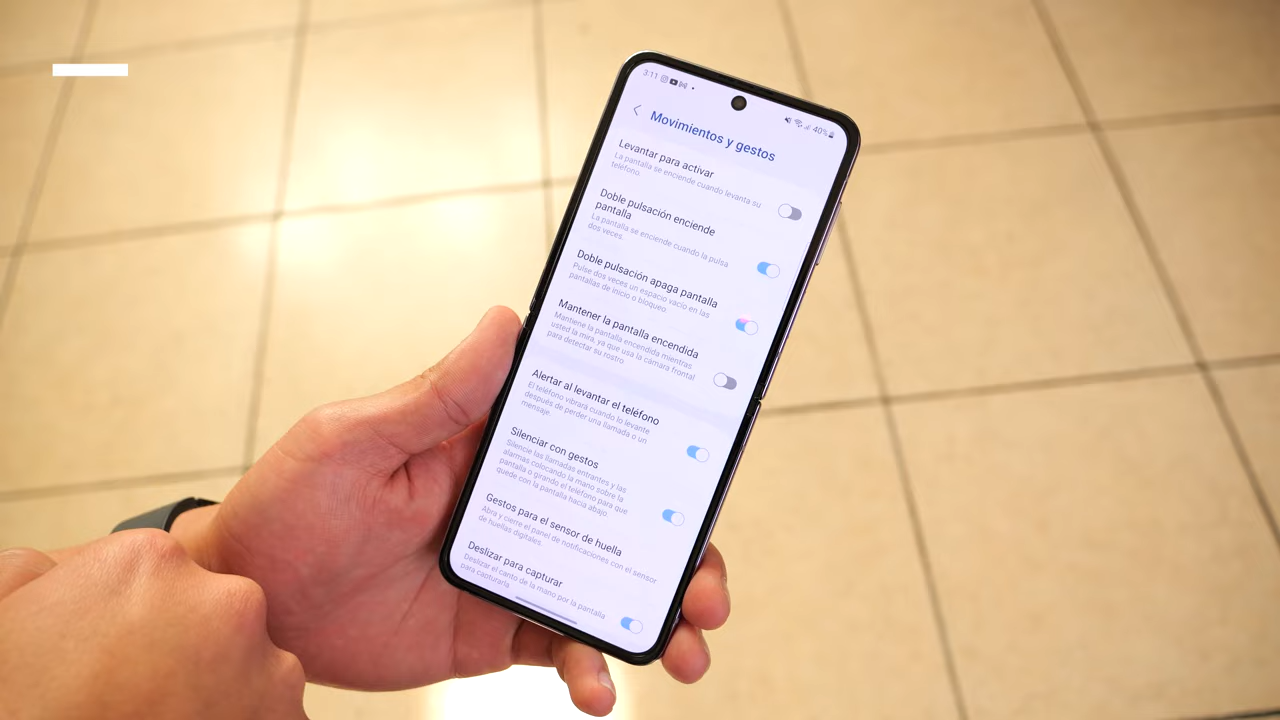 3:11
40%
Movimientos y gestos
Levantar para activar
La pantalla se enciende cuando levanta su
teléfono.
Doble pulsación enciende
pantalla
La pantalla se enciende cuando la pulsa
dos veces.
Doble pulsación apaga pantalla
Pulse dos veces un espacio vacío en las
pantallas de inicio o bloqueo.
Mantener la pantalla encendida
Mantiene la pantalla encendida mientras
usted la mira, ya que usa la cámara frontal
para detectar su rostro.
Alertar al levantar el teléfono
El teléfono vibrará cuando lo levante
después de perder una llamada o un
mensaje.
Silenciar con gestos
Silencie las llamadas entrantes y las
alarmas colocando la mano sobre la
pantalla o girando el teléfono para que
quede con la pantalla hacia abajo.
Gestos para el sensor de huella
Abra y cierre el panel de notificaciones con el sensor
de huellas digitales.
Deslizar para capturar
Deslizar el canto de la mano por la pantalla
para capturarla.